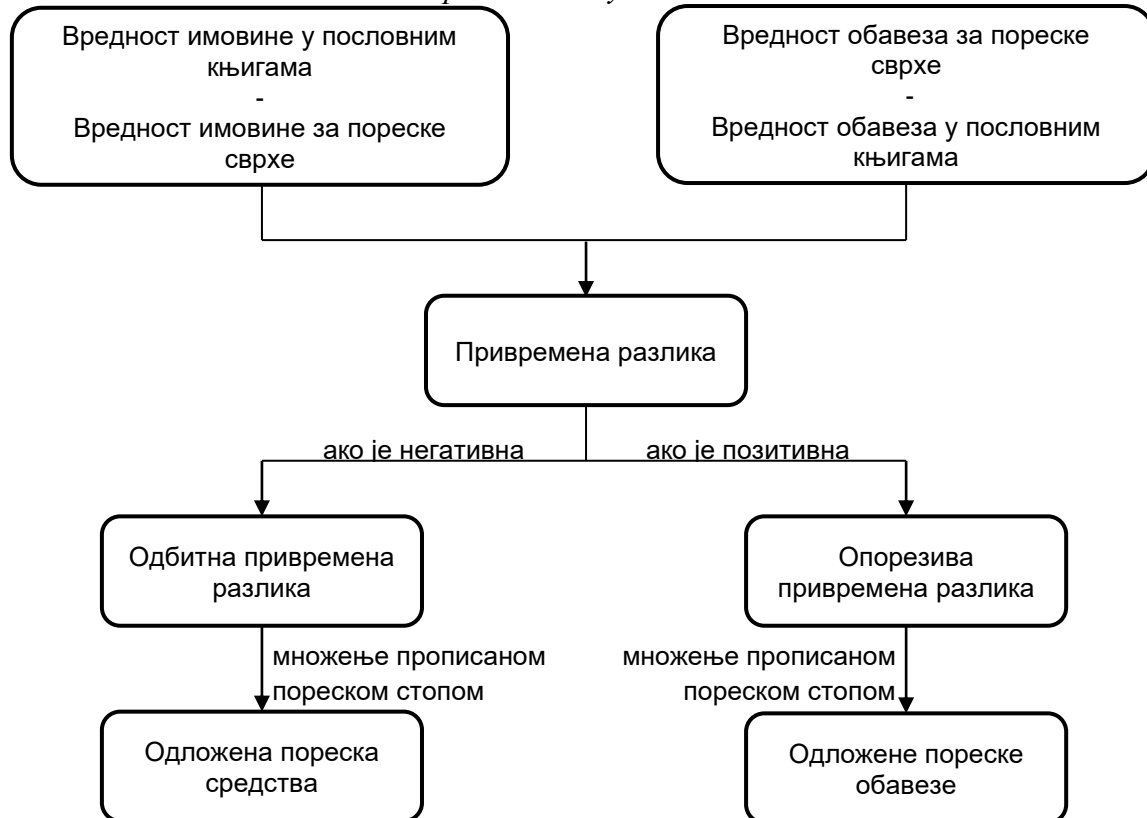 Вредност имовине у пословним
књигама
-
Вредност имовине за пореске
сврхе
Вредност обавеза за пореске
сврхе
-
Вредност обавеза у пословним
књигама
Привремена разлика
ако је негативна
ако је позитивна
Одбитна привремена
разлика
Опорезива
привремена разлика
множење прописаном
пореском стопом
множење прописаном
пореском стопом
Одложена пореска
средства
Одложене пореске
обавезе